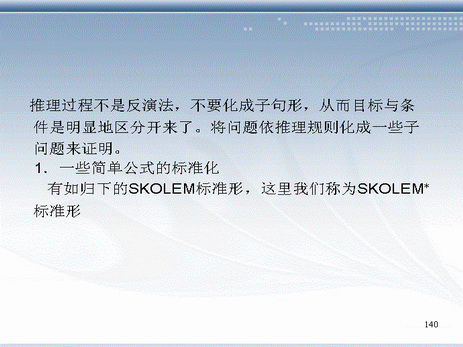 推理过程不是反演法，不要化成子句形，从而目标与条
件是明显地区分开来了。将问题依推理规则化成一些子
问题来证明。
1．一些简单公式的标准化
有如归下的SKOLEM标准形，这里我们称为SKOLEM*
标准形
140